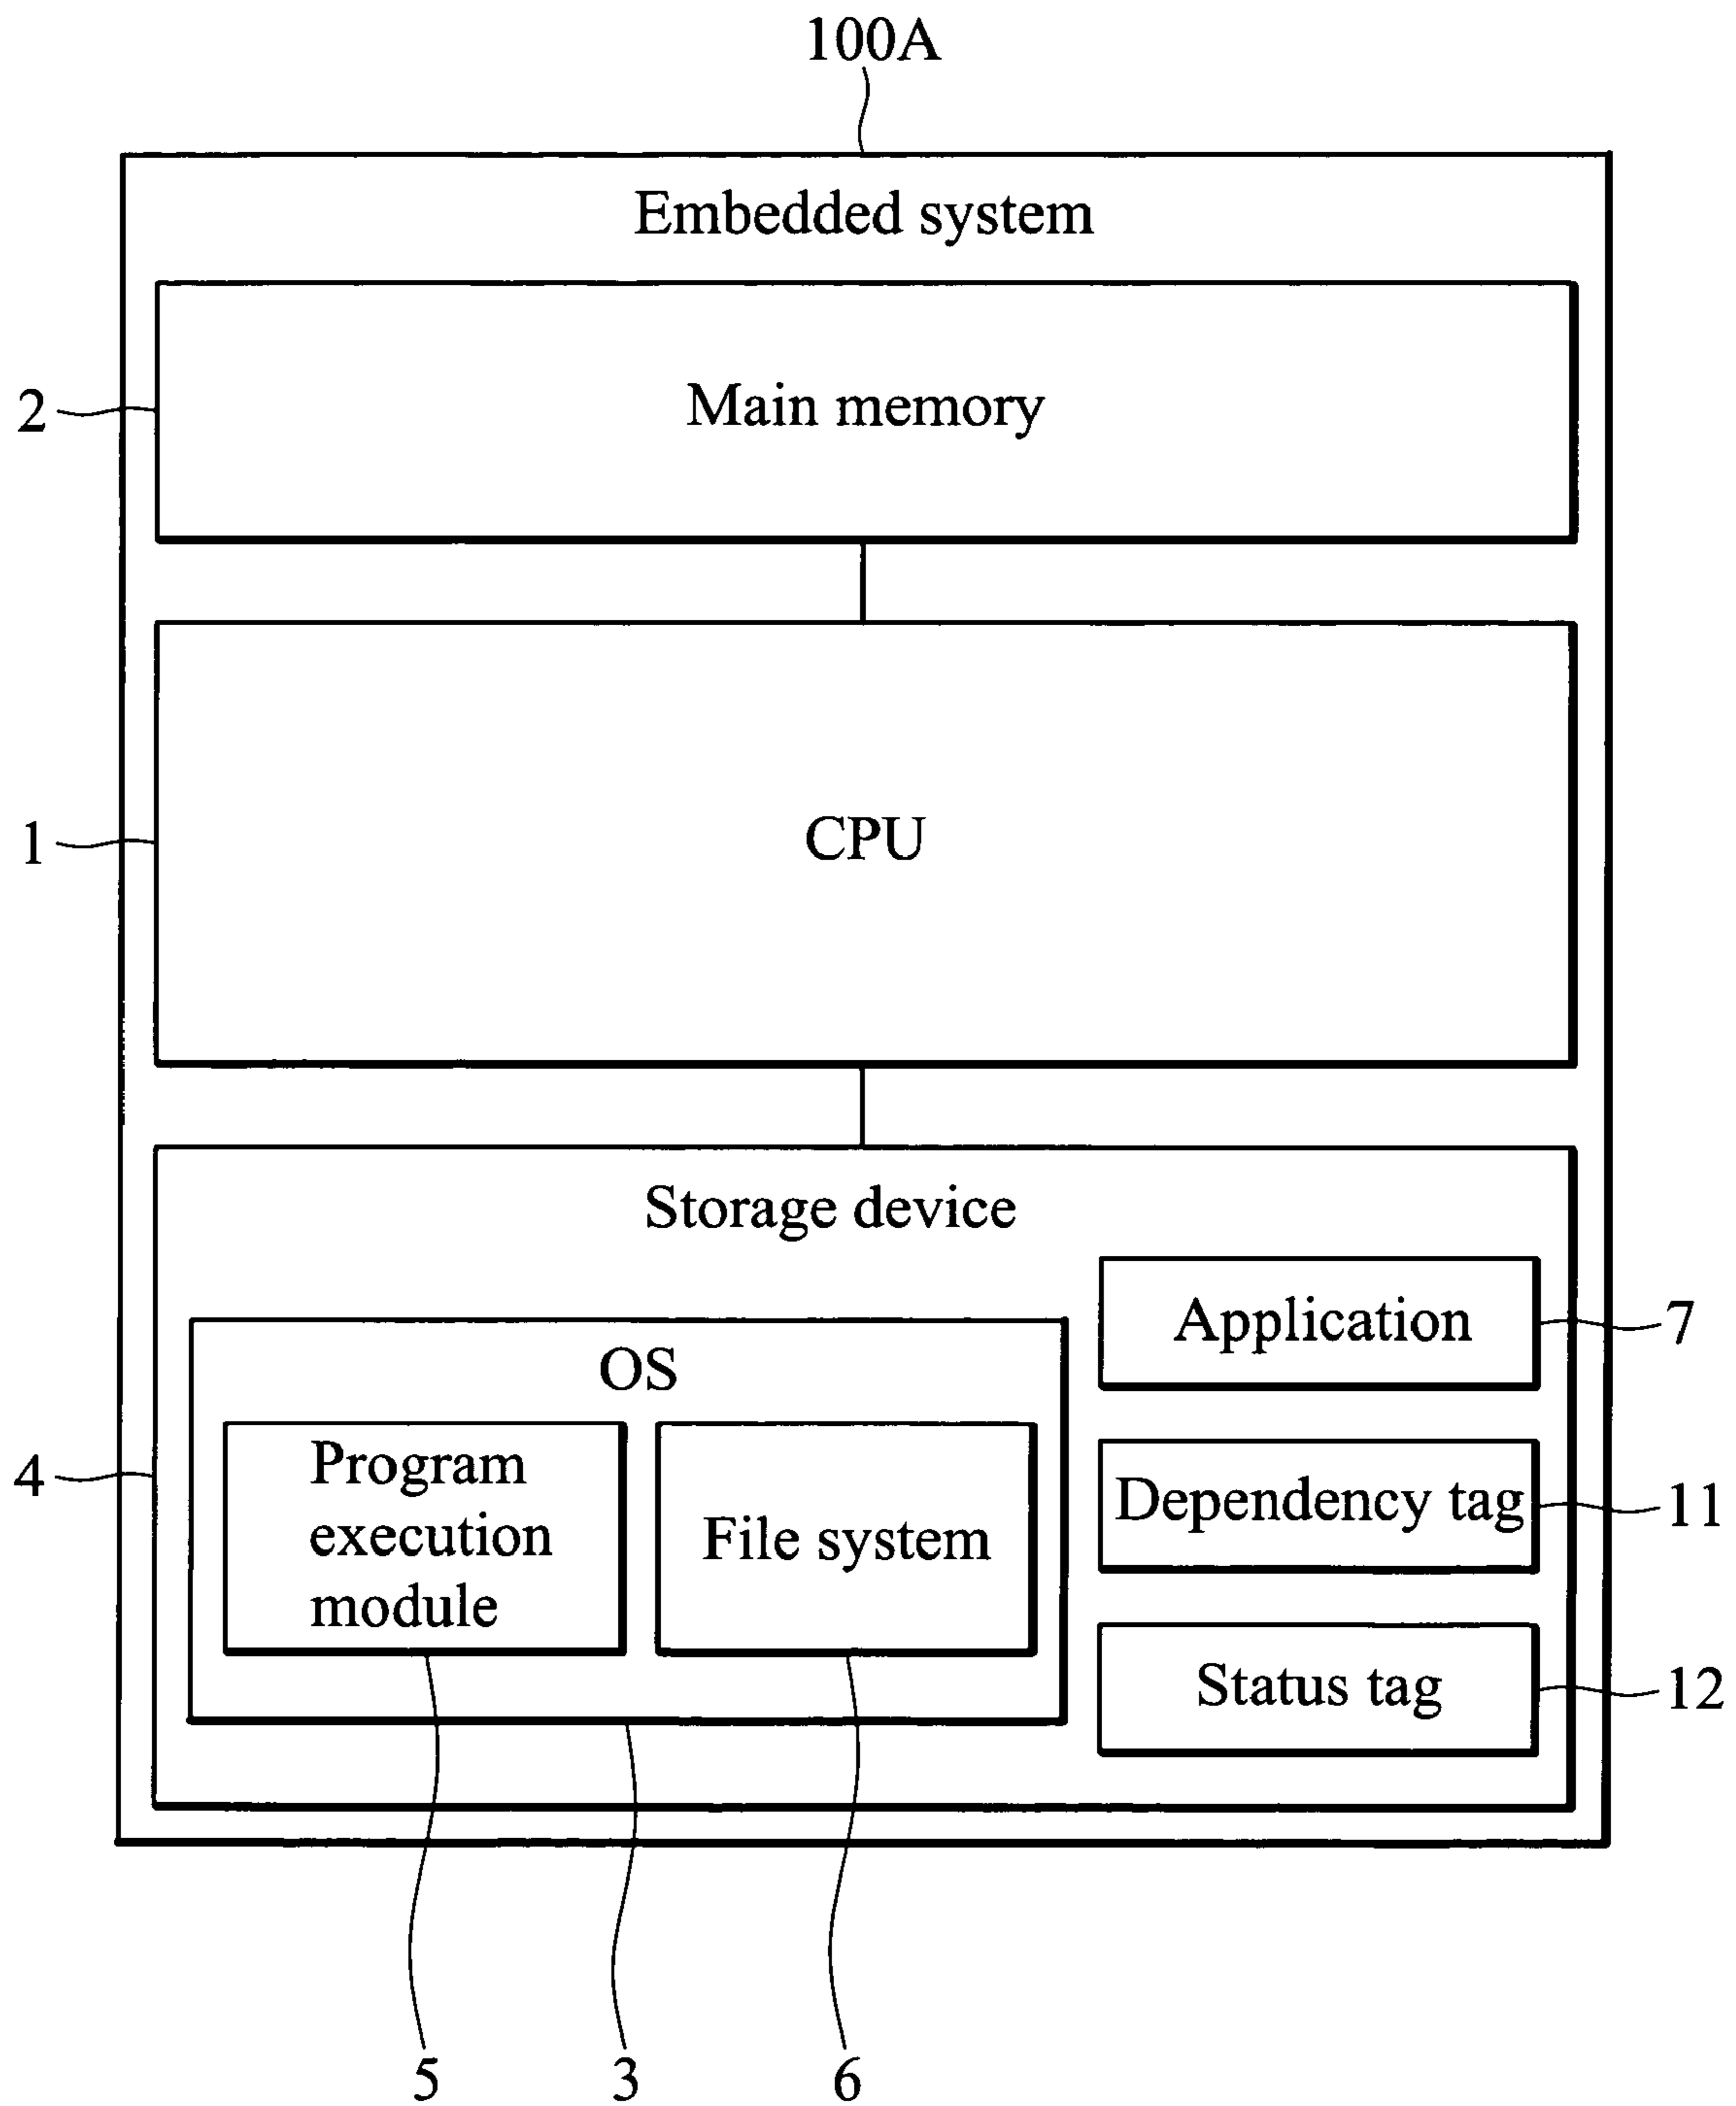 100A
Embedded system
2
Main memory
1
CPU
Storage device
Application
7
OS
4
Program
execution
module
File system
Dependency tag
11
Status tag
12
5
3
6